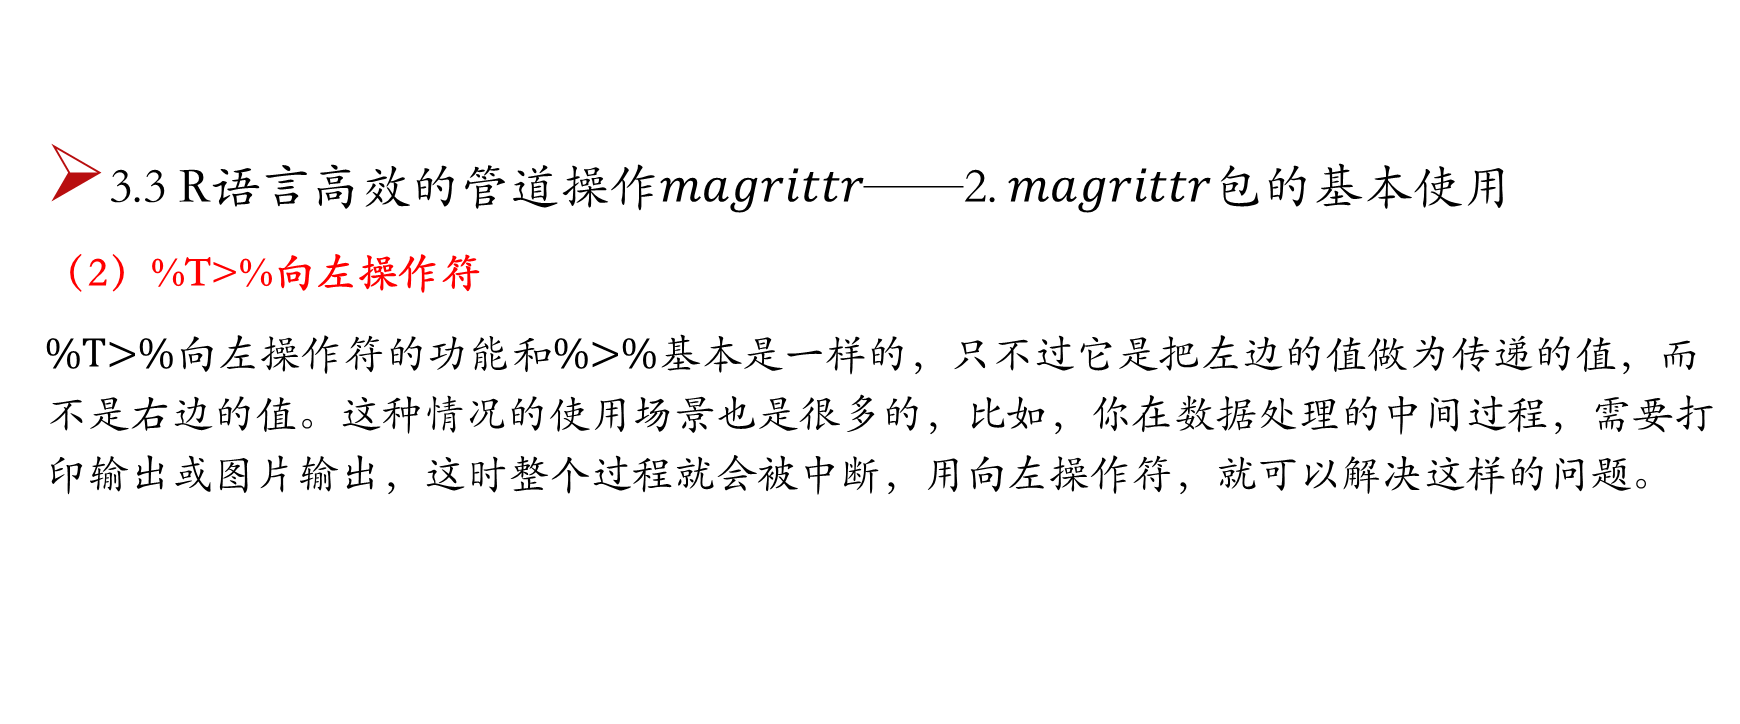 3.3 R语言高效的管道操作magrittr——2. magrittr包的基本使用
（2）%T>%向左操作符
%T>%向左操作符的功能和%>%基本是一样的，只不过它是把左边的值做为传递的值，而
不是右边的值。这种情况的使用场景也是很多的，比如，你在数据处理的中间过程，需要打
印输出或图片输出，这时整个过程就会被中断，用向左操作符，就可以解决这样的问题。